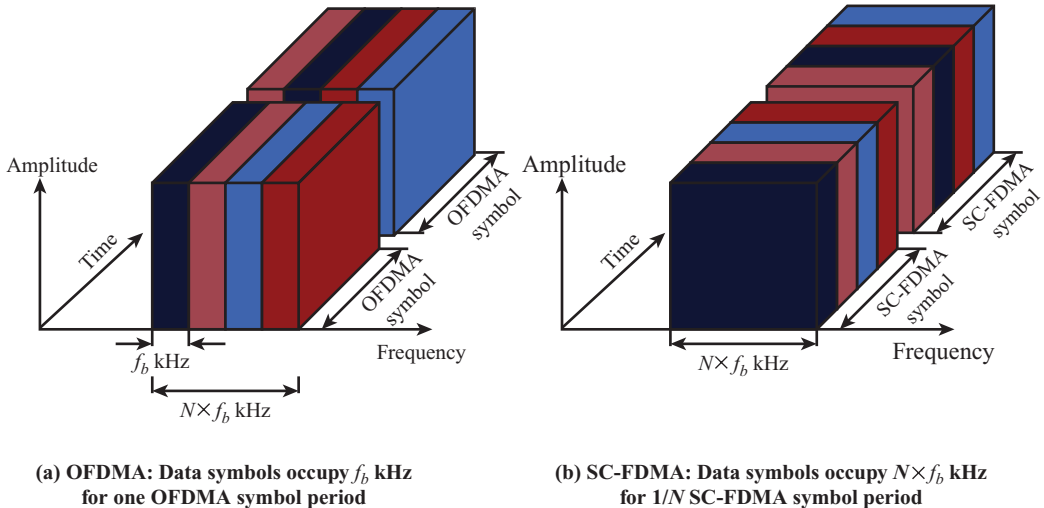 Amplitude
Time
OFDMA
symbol
OFDMA
symbol
Frequency
f_b kHz
N × f_b kHz
(a) OFDMA: Data symbols occupy f_b kHz
for one OFDMA symbol period
Amplitude
Time
SC-FDMA
symbol
SC-FDMA
symbol
Frequency
N × f_b kHz
(b) SC-FDMA: Data symbols occupy N × f_b kHz
for 1/N SC-FDMA symbol period